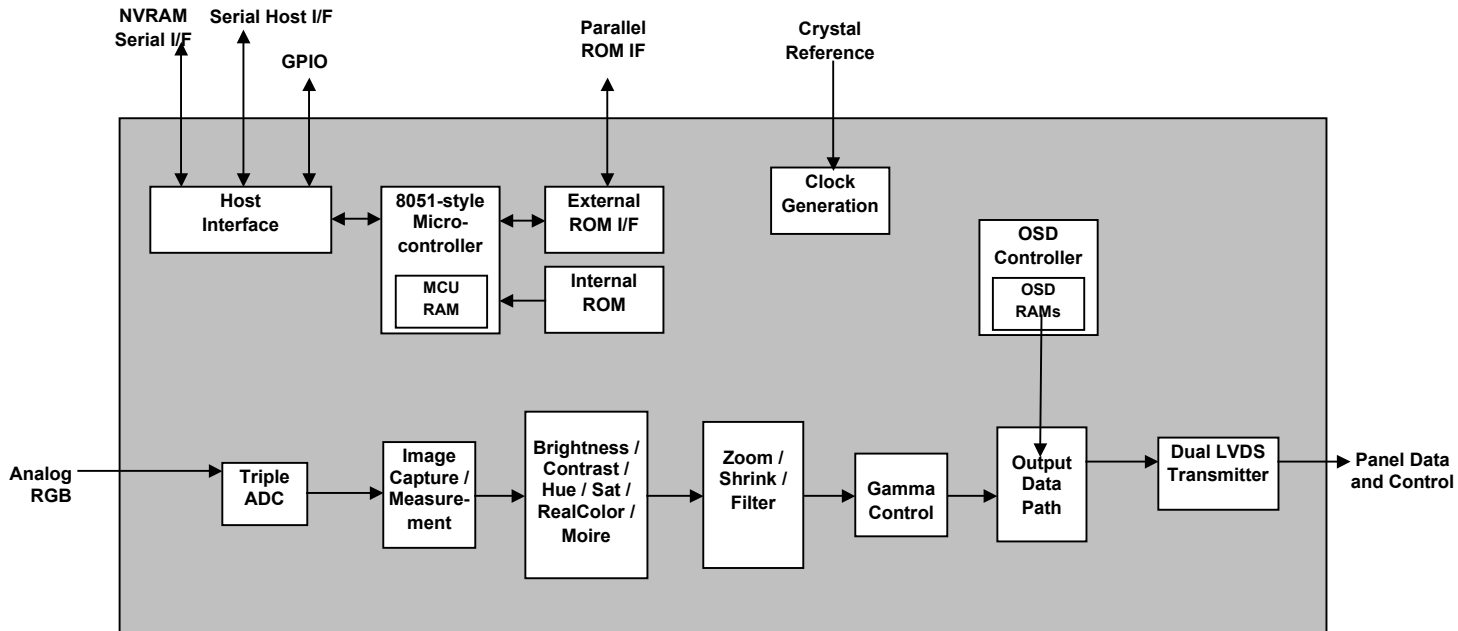 NVRAM
Serial I/F
Serial Host I/F
GPIO
Parallel
ROM IF
Crystal
Reference
Host
Interface
8051-style
Micro-
controller
MCU
RAM
External
ROM I/F
Internal
ROM
Clock
Generation
OSD
Controller
OSD
RAMs
Analog
RGB
Triple
ADC
Image
Capture /
Measure-
ment
Brightness /
Contrast /
Hue / Sat /
RealColor /
Moire
Zoom /
Shrink /
Filter
Gamma
Control
Output
Data
Path
Dual LVDS
Transmitter
Panel Data
and Control